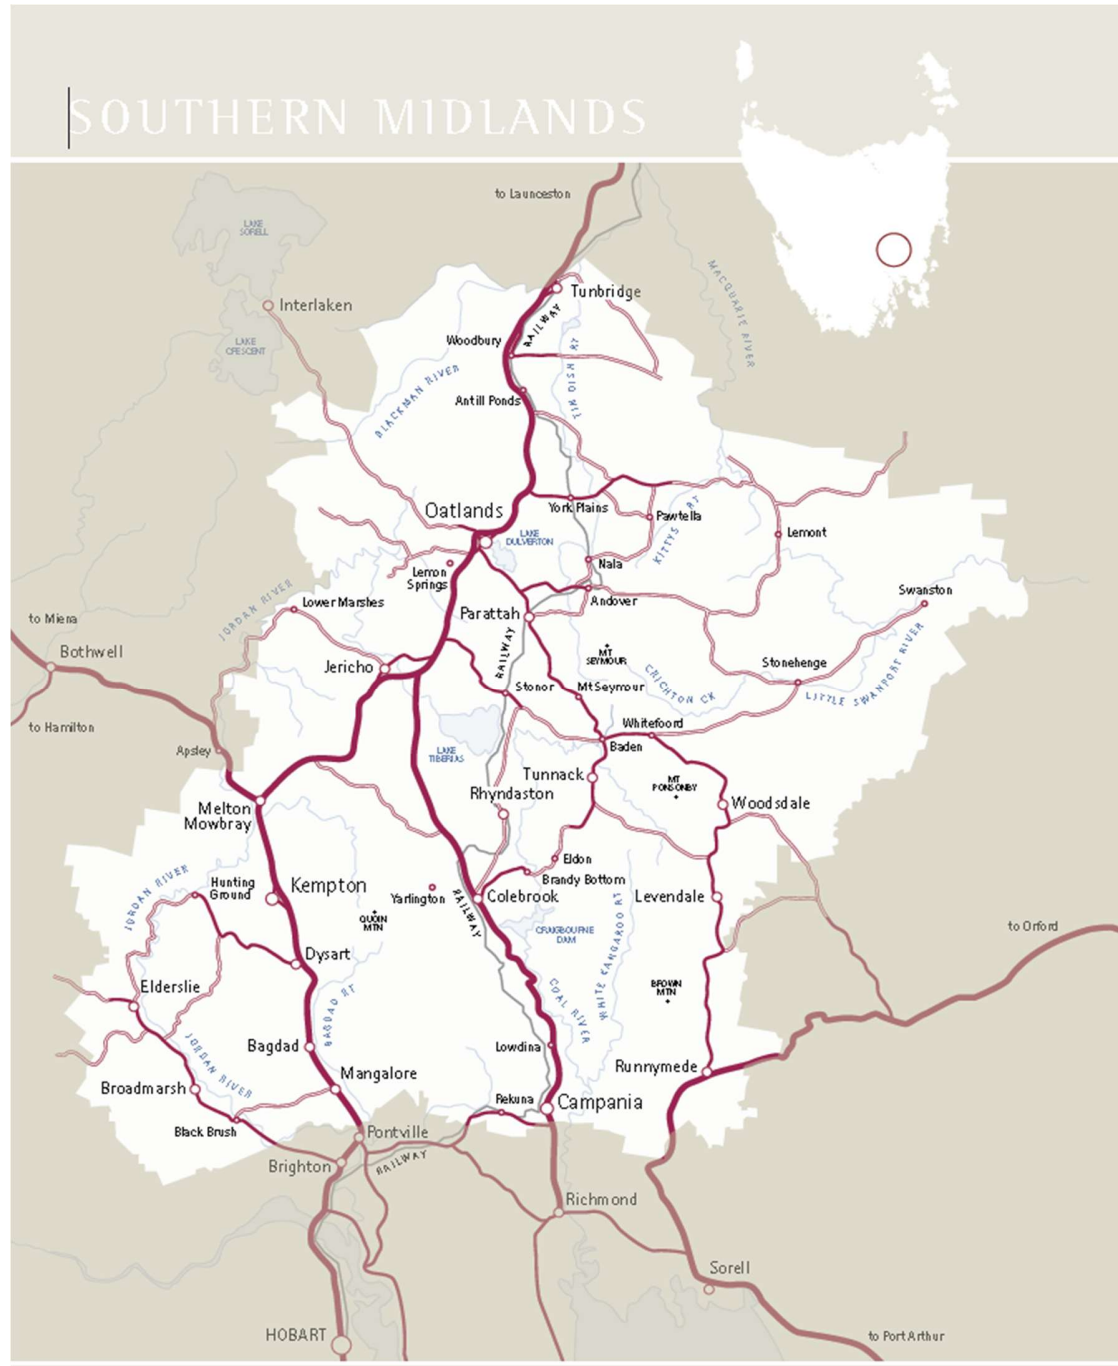 SOUTHERN MIDLANDS
to Launceston
LAKE
SORELL
MACQUARIE RIVER
Interlaken
Tunbridge
RAILWAY
Woodbury
LAKE
CRESCENT
TIN DISH RT
BLACKMAN RIVER
Antill Ponds
Oatlands
York Plains
Pawtella
KITTYS RT
Lemont
LAKE
DULVERTON
Nala
Lemon
Springs
JORDAN RIVER
Lower Marshes
Andover
Swanston
to Miena
Parattah
Bothwell
RAILWAY
MT
SEYMOUR
Jericho
Stonehenge
CRICHTON CK
LITTLE SWANPORT RIVER
Stonor
Mt Seymour
to Hamilton
Whitefoord
Apsley
LAKE
TIBERIAS
Baden
Tunnack
MT
PONSONBY
Rhyndaston
Woodsdale
Melton
Mowbray
Eldon
JORDAN RIVER
Hunting
Ground
Kempton
Yarlington
Brandy Bottom
Colebrook
Levendale
RAILWAY
QUOIN
MTN
CRAIGBOURNE
DAM
WHITE KANGAROO RT
to Orford
Dysart
Elderslie
BROWN
MTN
BAGDAD RT
COAL RIVER
Bagdad
Lowdina
JORDAN RIVER
Runnymede
Mangalore
Broadmarsh
Rekuna
Campania
Black Brush
Pontville
RAILWAY
Brighton
Richmond
Sorell
HOBART
to Port Arthur